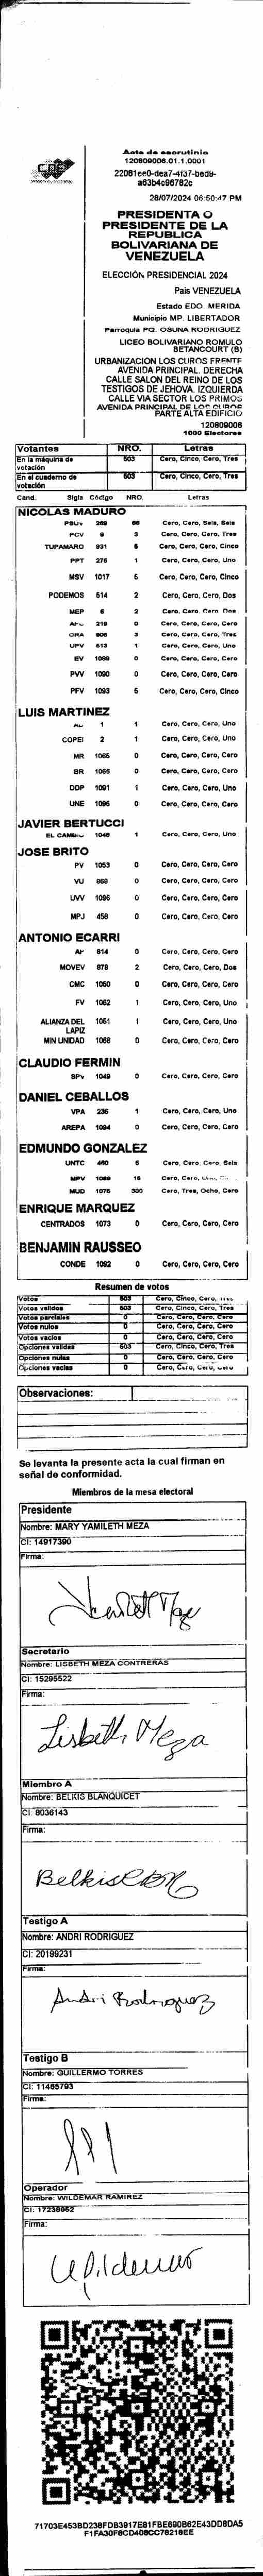 CNE
Acta de escrutinio
120809006.01.1.0001
22081ee0-dea7-4f37-bed9-
a63b4c96782c
28/07/2024 06:50:47 PM
PRESIDENTA O
PRESIDENTE DE LA
REPUBLICA
BOLIVARIANA DE
VENEZUELA
ELECCIÓN PRESIDENCIAL 2024
Pais VENEZUELA
Estado EDO. MERIDA
Municipio MP. LIBERTADOR
Parroquia PQ. OSUNA RODRIGUEZ
LICEO BOLIVARIANO ROMULO
BETANCOURT (B)
URBANIZACION LOS CUROS FRENTE
AVENIDA PRINCIPAL. DERECHA
CALLE SALON DEL REINO DE LOS
TESTIGOS DE JEHOVA. IZQUIERDA
CALLE VIA SECTOR LOS PRIMOS.
AVENIDA PRINCIPAL DE LOS CUROS
PARTE ALTA EDIFICIO
120809006
1000 Electores
Votantes NRO. Letras
En la máquina de votación 503 Cero, Cinco, Cero, Tres
En el cuaderno de votación 503 Cero, Cinco, Cero, Tres
Cand. Sigla Código NRO. Letras
NICOLAS MADURO
PSUV 269 66 Cero, Cero, Seis, Seis
PCV 9 3 Cero, Cero, Cero, Tres
TUPAMARO 931 5 Cero, Cero, Cero, Cinco
PPT 275 1 Cero, Cero, Cero, Uno
MSV 1017 5 Cero, Cero, Cero, Cinco
PODEMOS 514 2 Cero, Cero, Cero, Dos
MEP 6 2 Cero, Cero, Cero, Dos
219 0 Cero, Cero, Cero, Cero
ORA 906 3 Cero, Cero, Cero, Tres
UPV 613 1 Cero, Cero, Cero, Uno
EV 1089 0 Cero, Cero, Cero, Cero
PVV 1090 0 Cero, Cero, Cero, Cero
PFV 1093 5 Cero, Cero, Cero, Cinco
LUIS MARTINEZ
AD 1 1 Cero, Cero, Cero, Uno
COPEI 2 1 Cero, Cero, Cero, Uno
MR 1065 0 Cero, Cero, Cero, Cero
BR 1066 0 Cero, Cero, Cero, Cero
DDP 1091 1 Cero, Cero, Cero, Uno
UNE 1095 0 Cero, Cero, Cero, Cero
JAVIER BERTUCCI
EL CAMBIO 1048 1 Cero, Cero, Cero, Uno
JOSE BRITO
PV 1053 0 Cero, Cero, Cero, Cero
VU 868 0 Cero, Cero, Cero, Cero
UVV 1096 0 Cero, Cero, Cero, Cero
MPJ 458 0 Cero, Cero, Cero, Cero
ANTONIO ECARRI
AP 814 0 Cero, Cero, Cero, Cero
MOVEV 878 2 Cero, Cero, Cero, Dos
CMC 1050 0 Cero, Cero, Cero, Cero
FV 1062 1 Cero, Cero, Cero, Uno
ALIANZA DEL LAPIZ 1051 1 Cero, Cero, Cero, Uno
MIN UNIDAD 1068 0 Cero, Cero, Cero, Cero
CLAUDIO FERMIN
SPV 1049 0 Cero, Cero, Cero, Cero
DANIEL CEBALLOS
VPA 236 1 Cero, Cero, Cero, Uno
AREPA 1094 0 Cero, Cero, Cero, Cero
EDMUNDO GONZALEZ
UNTC 460 6 Cero, Cero, Cero, Seis
MPV 1069 15 Cero, Cero, Uno,
MUD 1075 380 Cero, Tres, Ocho, Cero
ENRIQUE MARQUEZ
CENTRADOS 1073 0 Cero, Cero, Cero, Cero
BENJAMIN RAUSSEO
CONDE 1092 0 Cero, Cero, Cero, Cero
Resumen de votos
Votos 503 Cero, Cinco, Cero, Tres
Votos validos 503 Cero, Cinco, Cero, Tres
Votos parciales 0 Cero, Cero, Cero, Cero
Votos nulos 0 Cero, Cero, Cero, Cero
Votos vacios 0 Cero, Cero, Cero, Cero
Opciones validas 503 Cero, Cinco, Cero, Tres
Opciones nulas 0 Cero, Cero, Cero, Cero
Opciones vacias 0 Cero, Cero, Cero, Cero
Observaciones:
Se levanta la presente acta la cual firman en
señal de conformidad.
Miembros de la mesa electoral
Presidente
Nombre: MARY YAMILETH MEZA
CI: 14917390
Firma:
Secretario
Nombre: LISBETH MEZA CONTRERAS
CI: 15295522
Firma:
Lisbeth Meza
Miembro A
Nombre: BELKIS BLANQUICET
CI: 8036143
Firma:
Testigo A
Nombre: ANDRI RODRIGUEZ
CI: 20199231
Firma:
Andri Rodriguez
Testigo B
Nombre: GUILLERMO TORRES
CI: 11465793
Firma:
Operador
Nombre: WILDEMAR RAMIREZ
CI: 17238952
Firma:
71703E453BD238FDB3917E81FBE690B62E43DD8DA5
F1FA30F6CD408CC78218EE